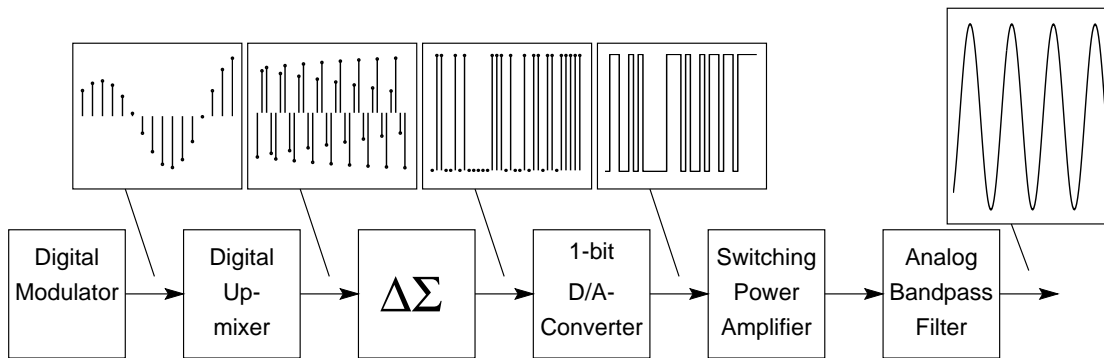 Digital
Modulator
Digital
Up-
mixer
ΔΣ
1-bit
D/A-
Converter
Switching
Power
Amplifier
Analog
Bandpass
Filter